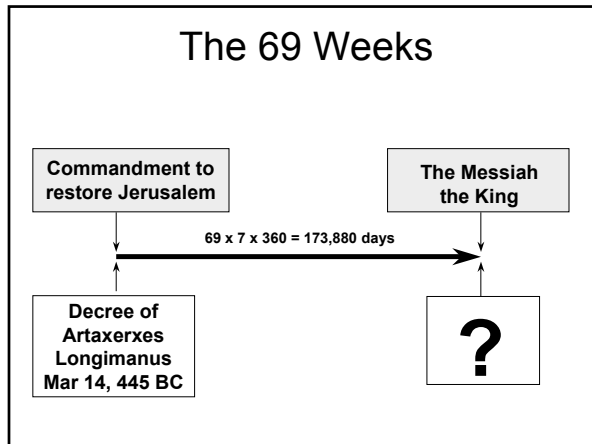 The 69 Weeks
Commandment to
restore Jerusalem
The Messiah
the King
69 x 7 x 360 = 173,880 days
Decree of
Artaxerxes
Longimanus
Mar 14, 445 BC
?